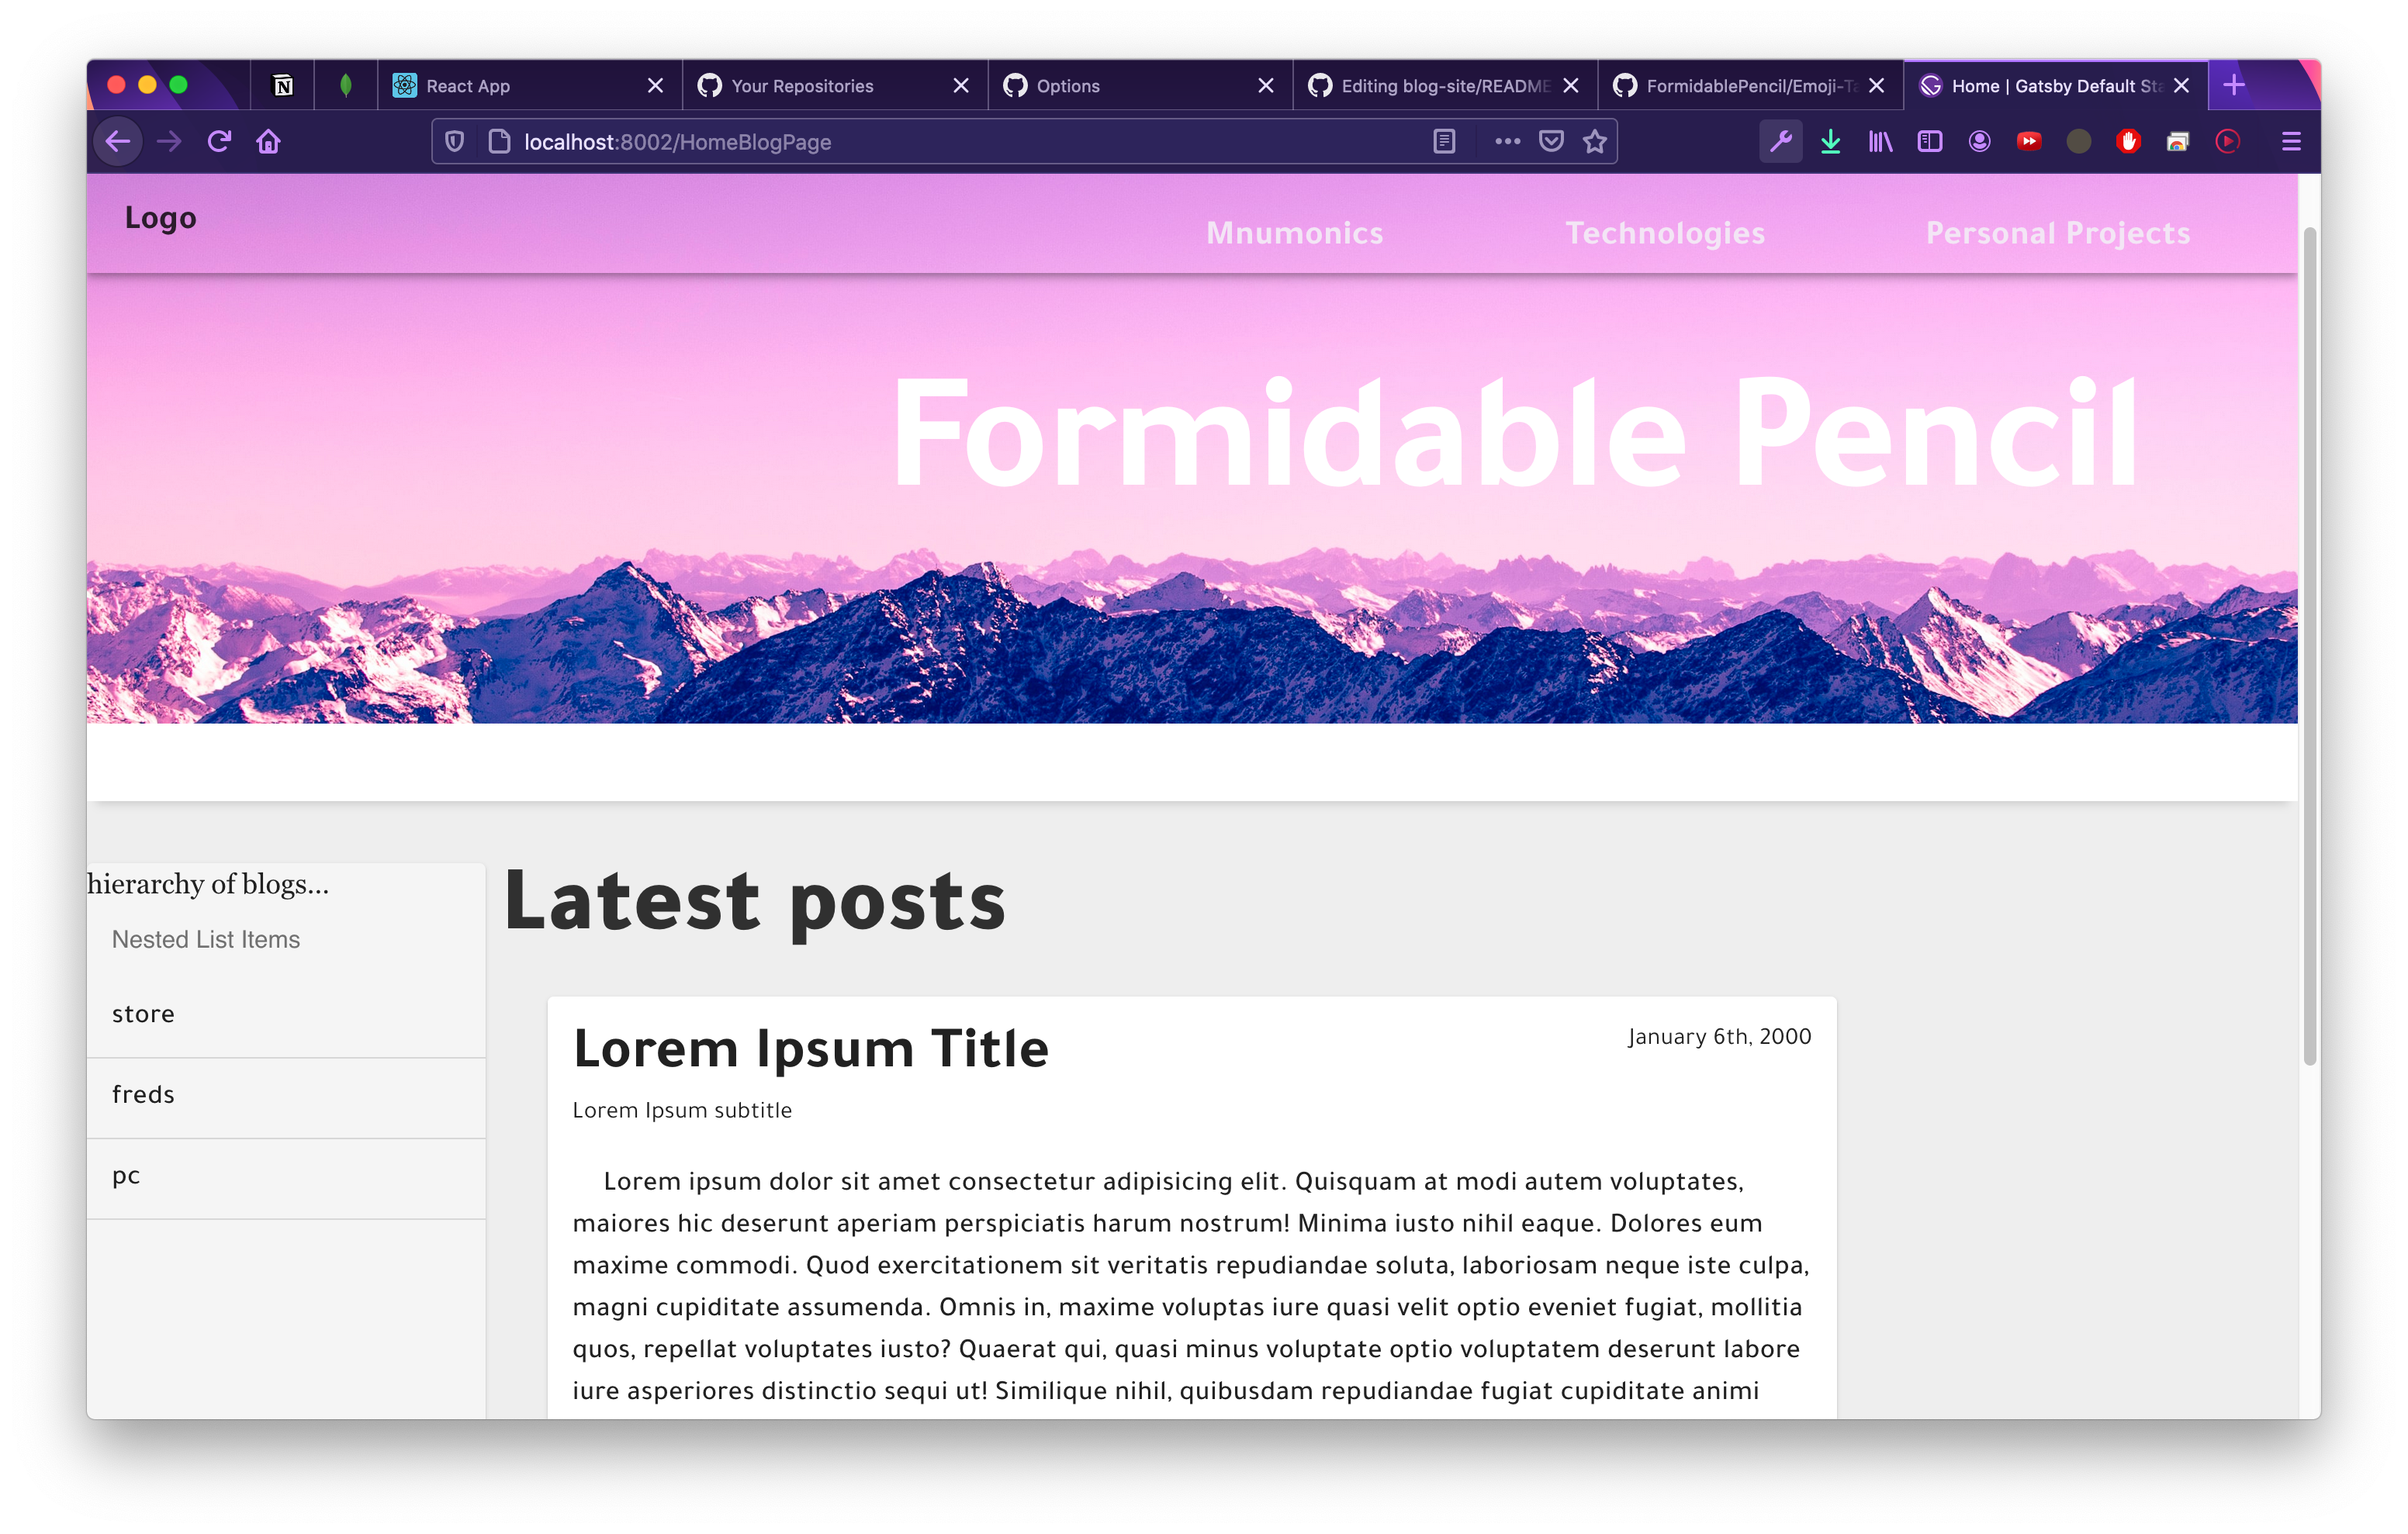 React App
Your Repositories
Options
Editing blog-site/README
FormidablePencil/Emoji-Ta
Home | Gatsby Default Sta
localhost:8002/HomeBlogPage
Logo
Mnumonics
Technologies
Personal Projects
Formidable Pencil
hierarchy of blogs...
Nested List Items
store
freds
pc
Latest posts
Lorem Ipsum Title
January 6th, 2000
Lorem Ipsum subtitle
Lorem ipsum dolor sit amet consectetur adipisicing elit. Quisquam at modi autem voluptates,
maiores hic deserunt aperiam perspiciatis harum nostrum! Minima iusto nihil eaque. Dolores eum
maxime commodi. Quod exercitationem sit veritatis repudiandae soluta, laboriosam neque iste culpa,
magni cupiditate assumenda. Omnis in, maxime voluptas iure quasi velit optio eveniet fugiat, mollitia
quos, repellat voluptates iusto? Quaerat qui, quasi minus voluptate optio voluptatem deserunt labore
iure asperiores distinctio sequi ut! Similique nihil, quibusdam repudiandae fugiat cupiditate animi